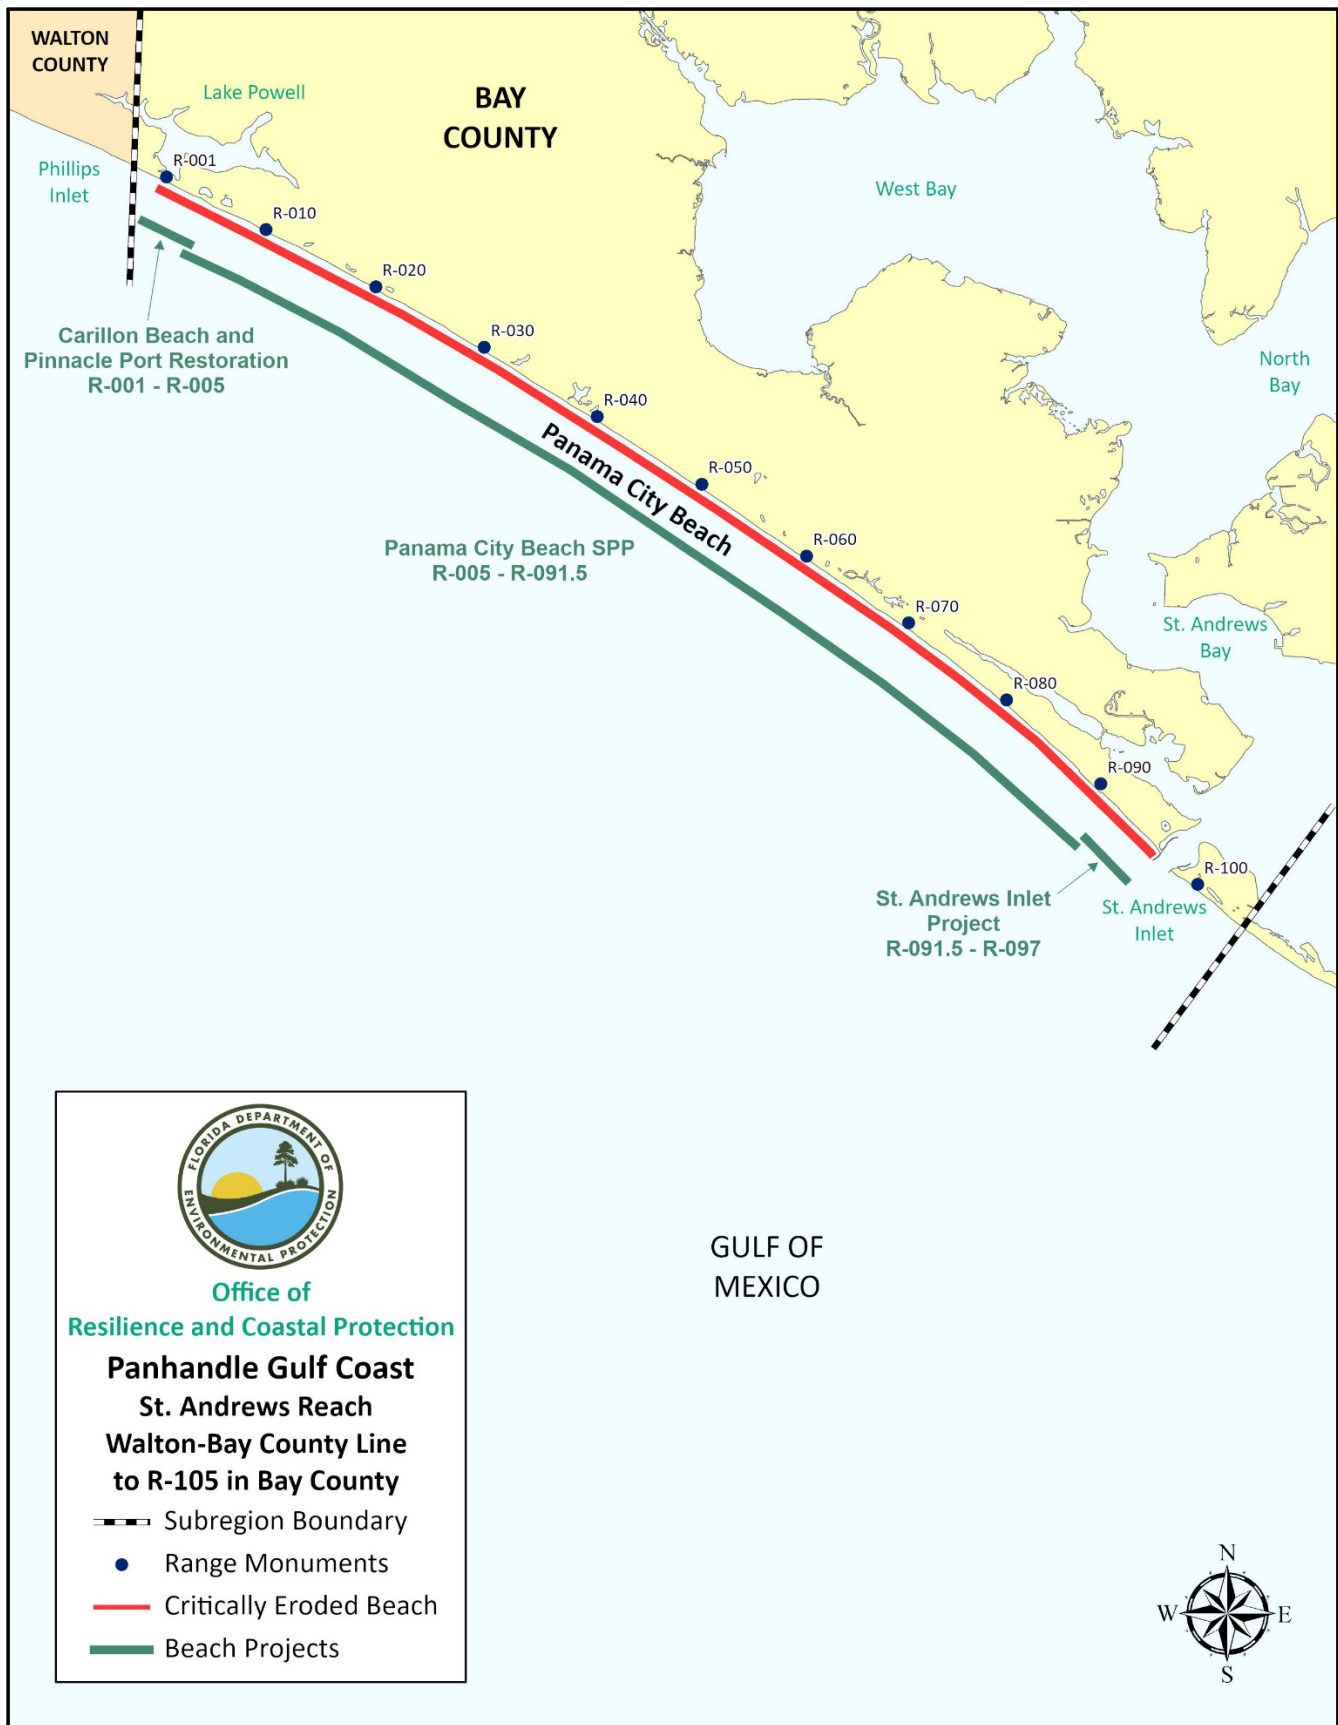 WALTON
COUNTY
Lake Powell
BAY
COUNTY
Phillips
Inlet
R-001
West Bay
R-010
R-020
Carillon Beach and
Pinnacle Port Restoration
R-001 - R-005
R-030
North
Bay
R-040
Panama City Beach
R-050
Panama City Beach SPP
R-005 - R-091.5
R-060
R-070
St. Andrews
Bay
R-080
R-090
R-100
St. Andrews Inlet
Project
R-091.5 - R-097
St. Andrews
Inlet
GULF OF
MEXICO
FLORIDA DEPARTMENT OF
ENVIRONMENTAL PROTECTION
Office of
Resilience and Coastal Protection
Panhandle Gulf Coast
St. Andrews Reach
Walton-Bay County Line
to R-105 in Bay County
Subregion Boundary
Range Monuments
Critically Eroded Beach
Beach Projects
N
W
E
S